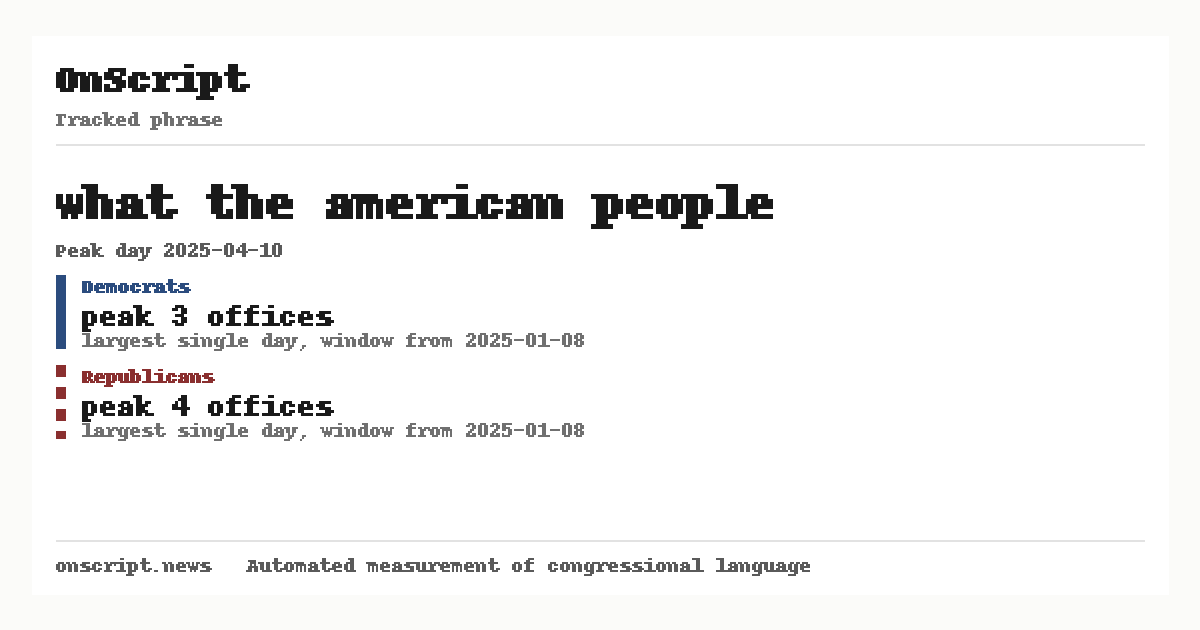 OnScript
Tracked phrase
what the american people
Peak day 2025-04-10
Democrats
peak 3 offices
largest single day, window from 2025-01-08
Republicans
peak 4 offices
largest single day, window from 2025-01-08
onscript.news Automated measurement of congressional language